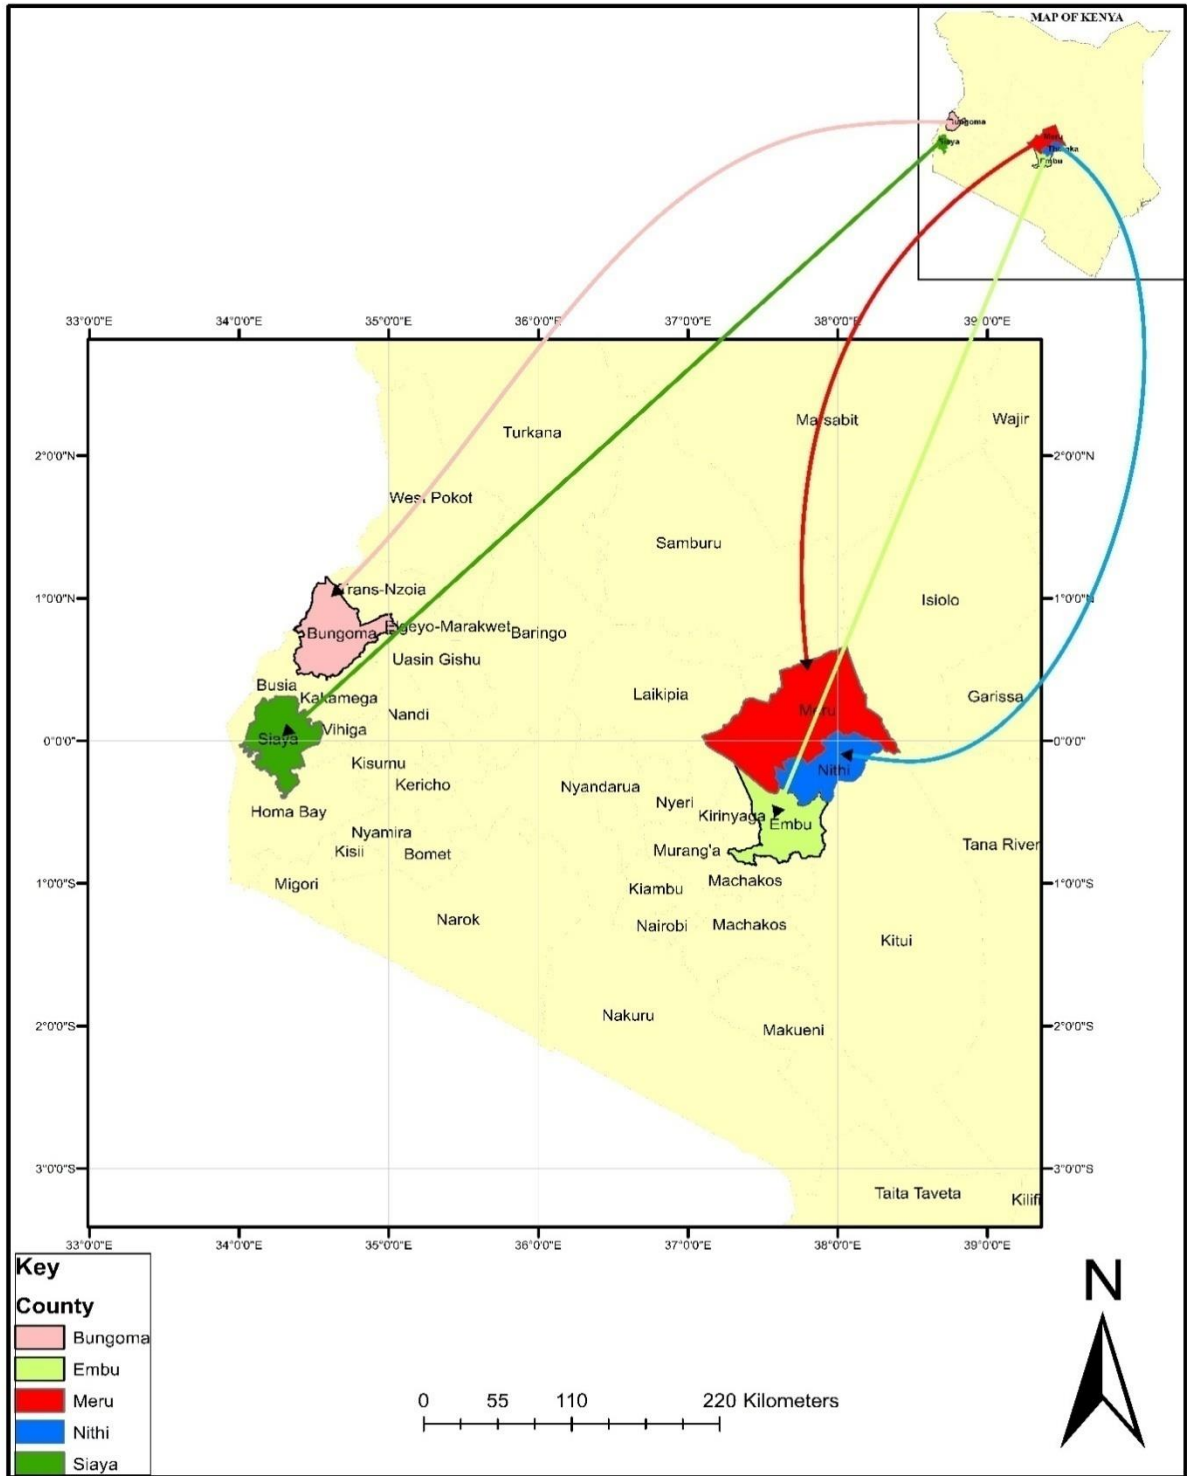 MAP OF KENYA
Bungoma
Siaya
Meru
Tharaka
Embu
33°0'0"E 34°0'0"E 35°0'0"E 36°0'0"E 37°0'0"E 38°0'0"E 39°0'0"E
Marsabit
Wajir
Turkana
2°0'0"N 2°0'0"N
West Pokot
Samburu
Trans-Nzoia
1°0'0"N 1°0'0"N
Isiolo
Elgeyo-Marakwet
Bungoma
Baringo
Uasin Gishu
Busia
Kakamega
Laikipia
Garissa
Meru
Nandi
Vihiga
Siaya
0°0'0" 0°0'0"
Kisumu
Nithi
Kericho
Nyandarua
Nyeri
Homa Bay
Kirinyaga
Embu
Nyamira
Tana River
Kisii
Bomet
Murang'a
Migori
1°0'0"S 1°0'0"S
Machakos
Kiambu
Narok
Nairobi
Machakos
Kitui
Nakuru
2°0'0"S 2°0'0"S
Makueni
3°0'0"S 3°0'0"S
Taita Taveta
Kilifi
33°0'0"E 34°0'0"E 35°0'0"E 36°0'0"E 37°0'0"E 38°0'0"E 39°0'0"E
Key
County
Bungoma
Embu
Meru
Nithi
Siaya
0 55 110 220 Kilometers
N